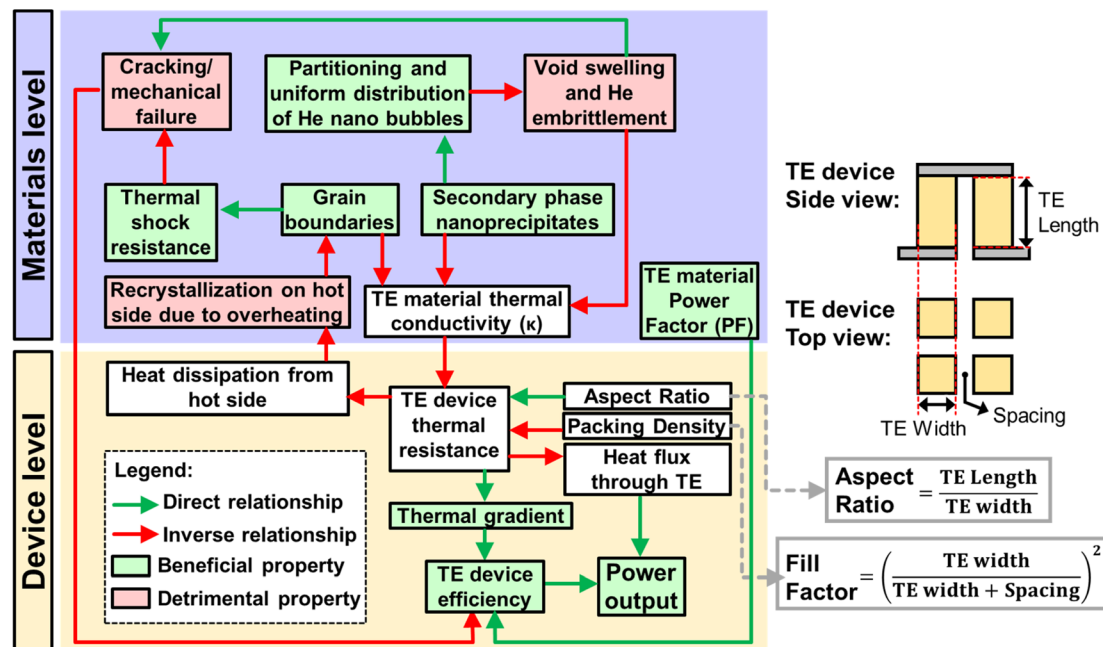 Materials level
Cracking/
mechanical
failure
Partitioning and
uniform distribution
of He nano bubbles
Void swelling
and He
embrittlement
Thermal
shock
resistance
Grain
boundaries
Secondary phase
nanoprecipitates
Recrystallization on hot
side due to overheating
TE material thermal
conductivity (κ)
TE material
Power
Factor (PF)
Device level
Heat dissipation from
hot side
TE device
thermal
resistance
Aspect Ratio
Packing Density
Heat flux
through TE
Thermal gradient
TE device
efficiency
Power
output
Legend:
Direct relationship
Inverse relationship
Beneficial property
Detrimental property
TE device
Side view:
TE
Length
TE device
Top view:
Spacing
TE Width
Aspect Ratio = TE Length / TE width
Fill Factor = (TE width / TE width + Spacing)²